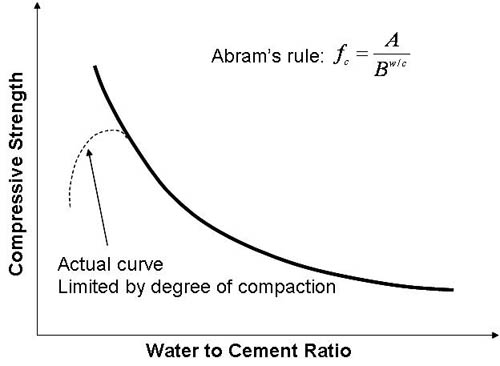 Abram's rule: f_c = A / B^{w/c}
Compressive Strength
Actual curve
Limited by degree of compaction
Water to Cement Ratio